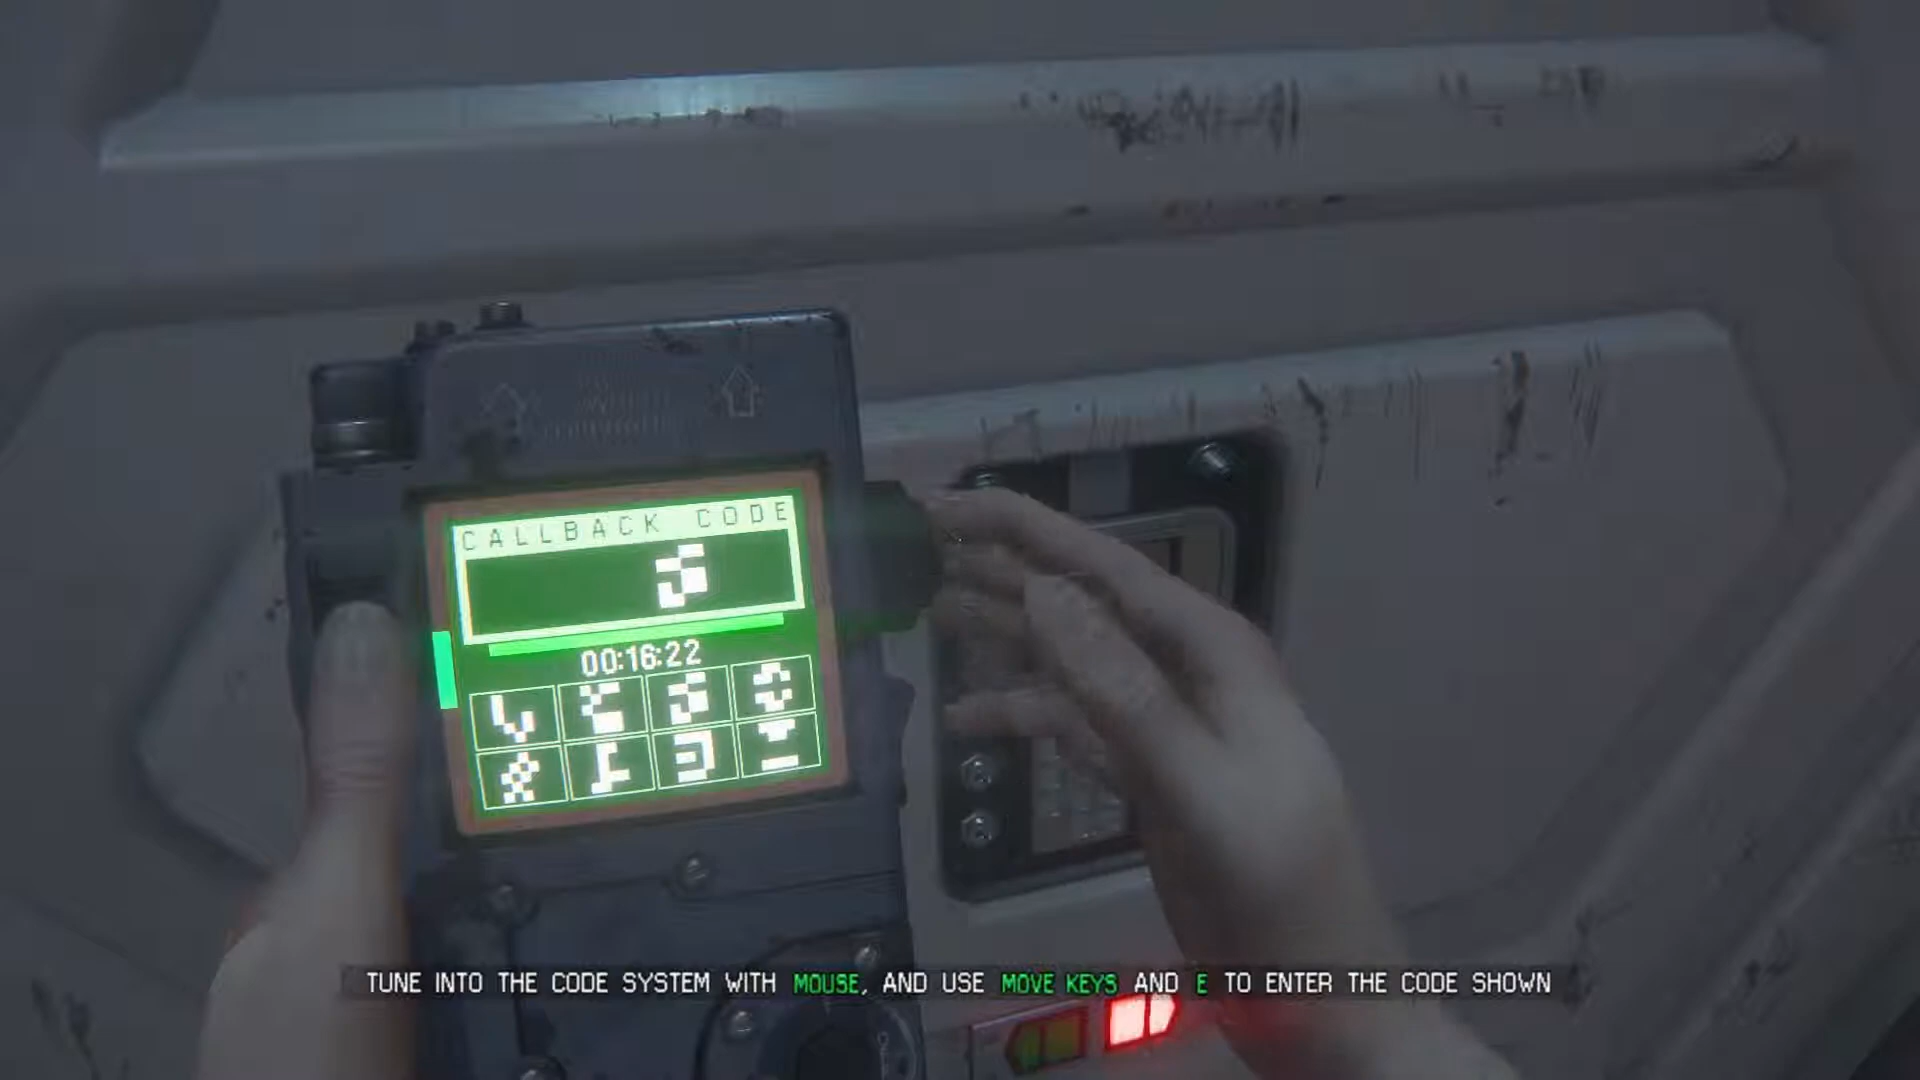 CALLBACK CODE
00:16:22
TUNE INTO THE CODE SYSTEM WITH MOUSE, AND USE MOVE KEYS AND E TO ENTER THE CODE SHOWN